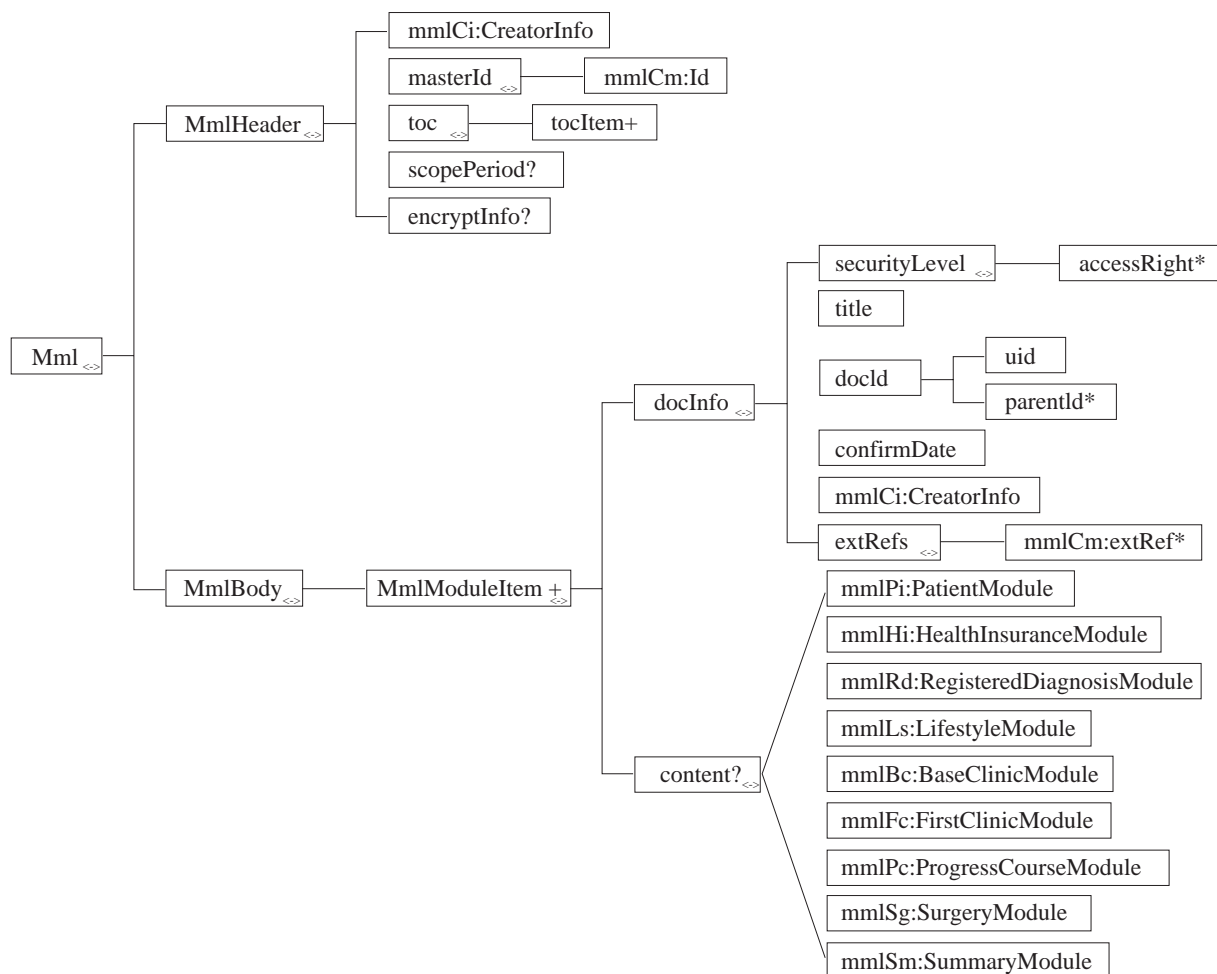 mmlCi:CreatorInfo
masterId <->
mmlCm:Id
MmlHeader <->
toc <->
tocItem+
scopePeriod?
encryptInfo?
securityLevel <->
accessRight*
title
Mml <->
uid
docId
docInfo <->
parentId*
confirmDate
mmlCi:CreatorInfo
extRefs <->
mmlCm:extRef*
MmlBody <->
MmlModuleItem + <->
mmlPi:PatientModule
mmlHi:HealthInsuranceModule
mmlRd:RegisteredDiagnosisModule
mmlLs:LifestyleModule
content? <->
mmlBc:BaseClinicModule
mmlFc:FirstClinicModule
mmlPc:ProgressCourseModule
mmlSg:SurgeryModule
mmlSm:SummaryModule